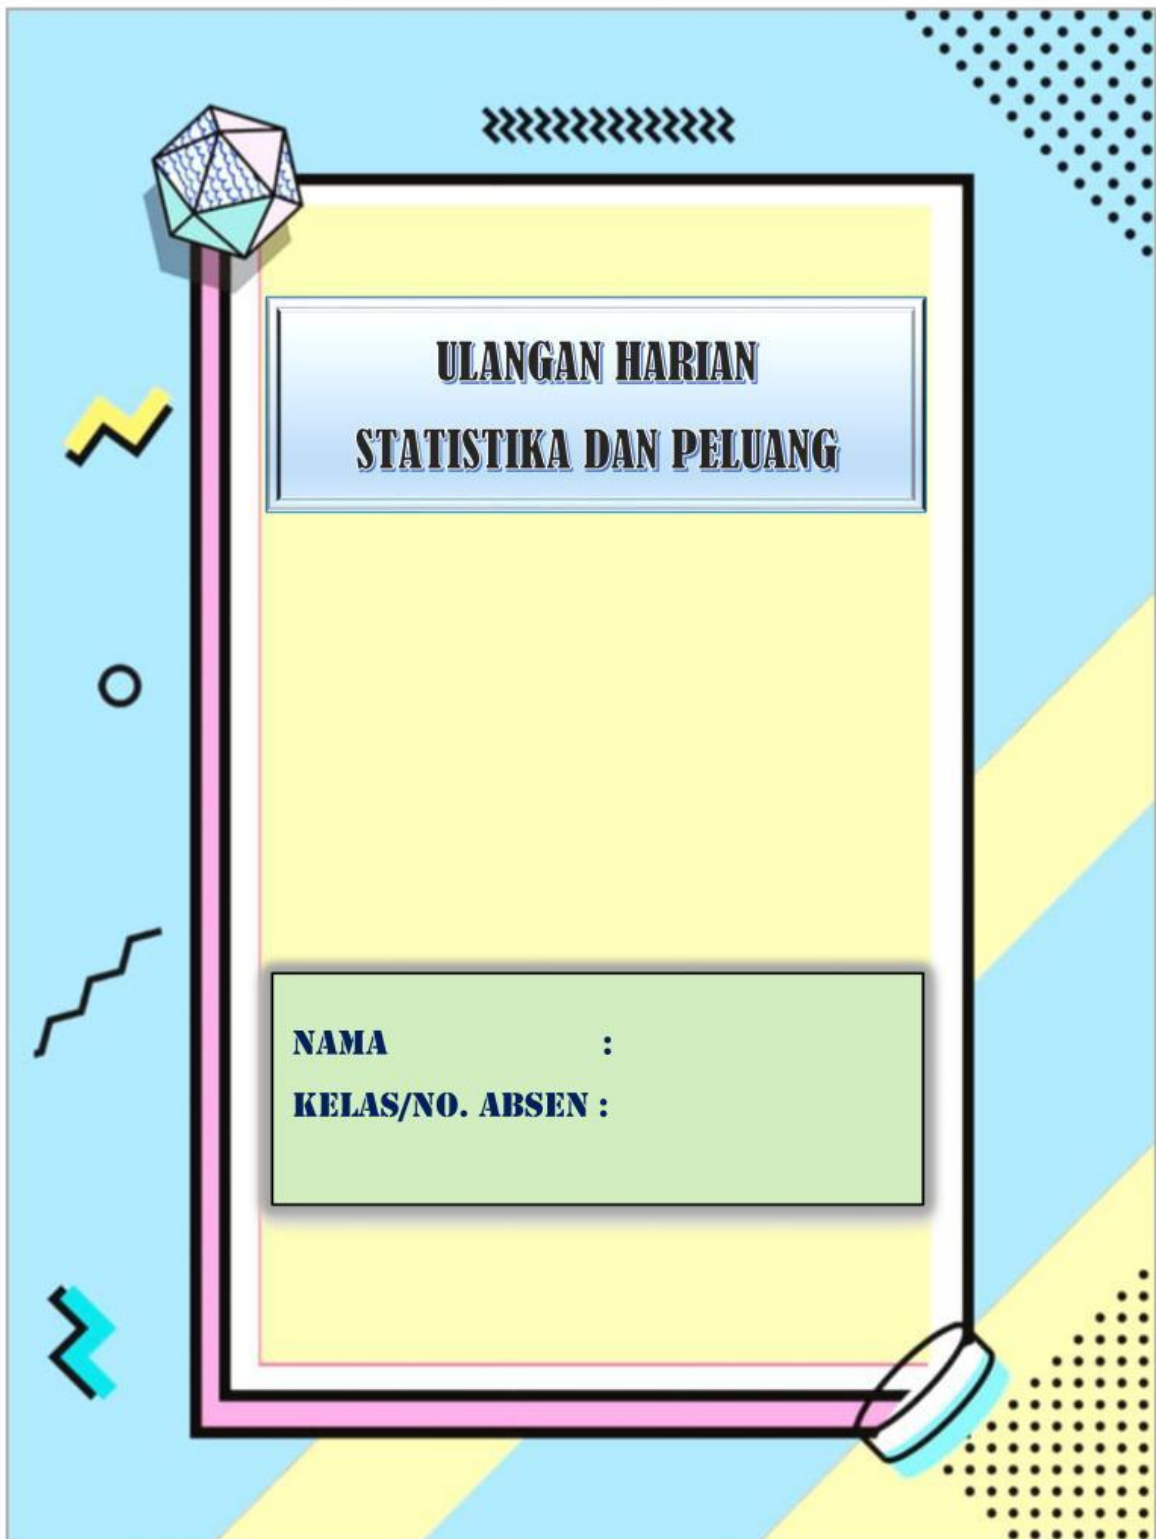 ULANGAN HARIAN
STATISTIKA DAN PELUANG
NAMA :
KELAS/NO. ABSEN :